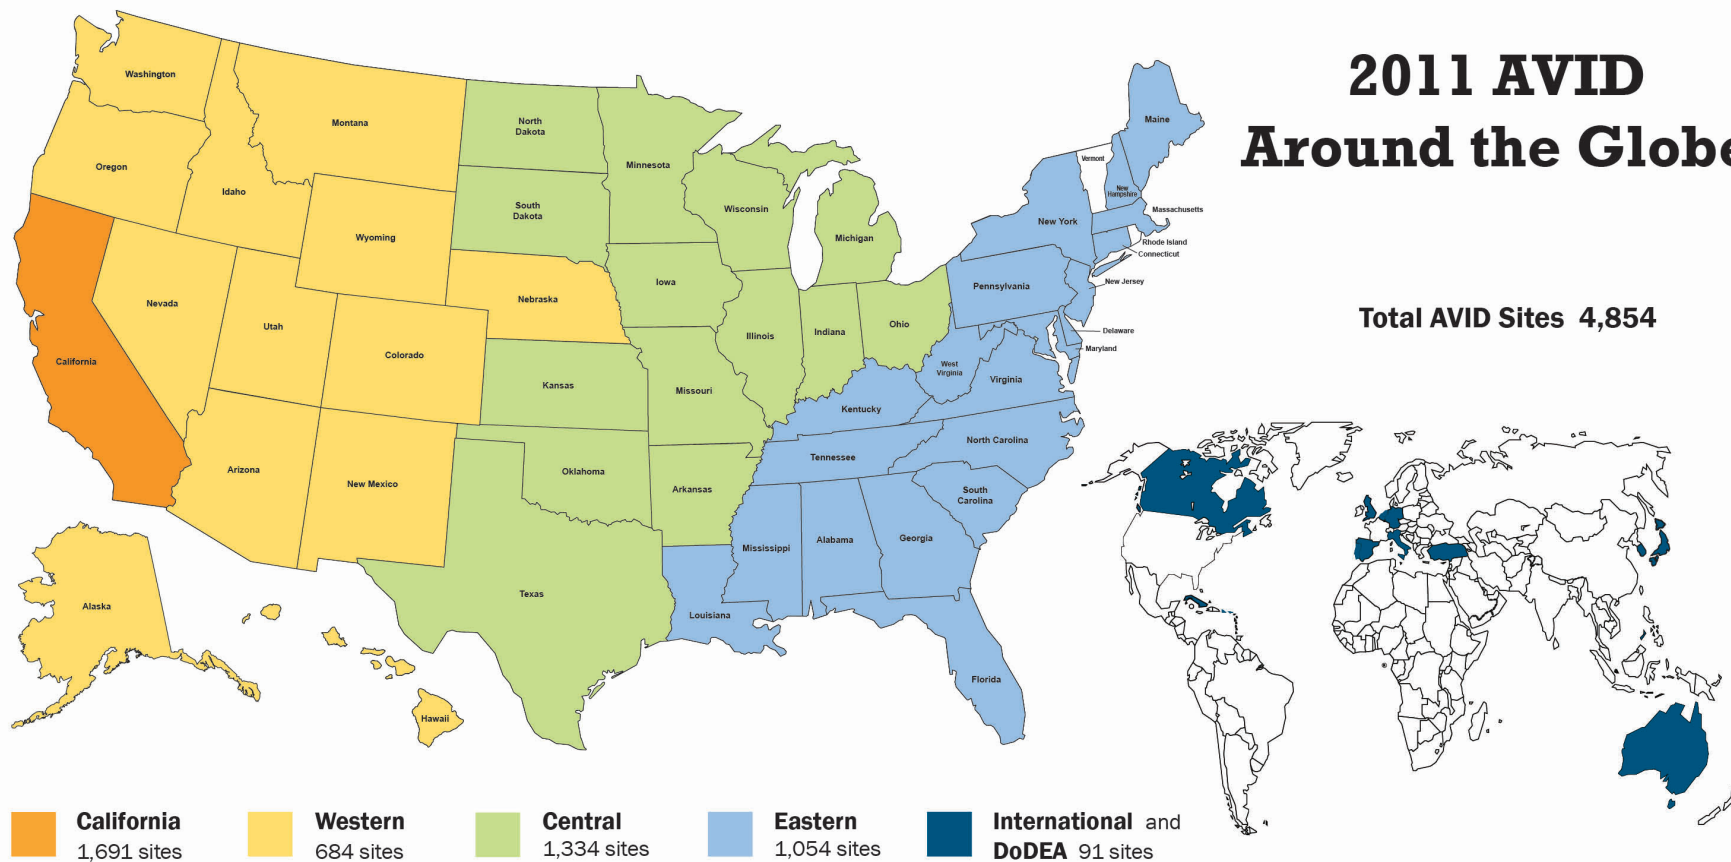 2011 AVID
Around the Globe
Total AVID Sites 4,854
Washington
Oregon
California
Nevada
Idaho
Montana
Wyoming
Utah
Colorado
Arizona
New Mexico
Alaska
Hawaii
North
Dakota
South
Dakota
Nebraska
Kansas
Oklahoma
Texas
Minnesota
Iowa
Missouri
Arkansas
Wisconsin
Illinois
Michigan
Indiana
Ohio
Louisiana
Mississippi
Alabama
Georgia
Florida
Tennessee
Kentucky
West
Virginia
Virginia
North Carolina
South
Carolina
Pennsylvania
New York
Vermont
New
Hampshire
Maine
Massachusetts
Rhode Island
Connecticut
New Jersey
Delaware
Maryland
California
1,691 sites
Western
684 sites
Central
1,334 sites
Eastern
1,054 sites
International and
DoDEA 91 sites